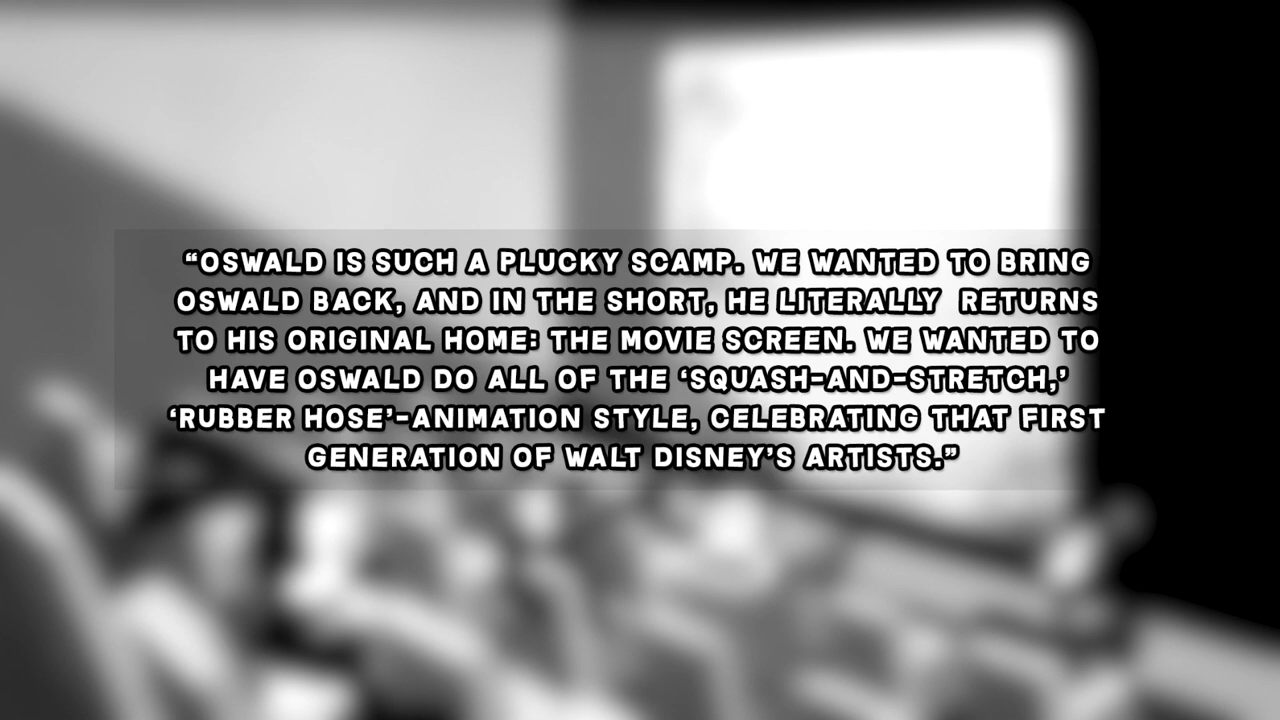 “OSWALD IS SUCH A PLUCKY SCAMP. WE WANTED TO BRING
OSWALD BACK, AND IN THE SHORT, HE LITERALLY  RETURNS
TO HIS ORIGINAL HOME: THE MOVIE SCREEN. WE WANTED TO
HAVE OSWALD DO ALL OF THE ‘SQUASH-AND-STRETCH,’
‘RUBBER HOSE’-ANIMATION STYLE, CELEBRATING THAT FIRST
GENERATION OF WALT DISNEY’S ARTISTS.”